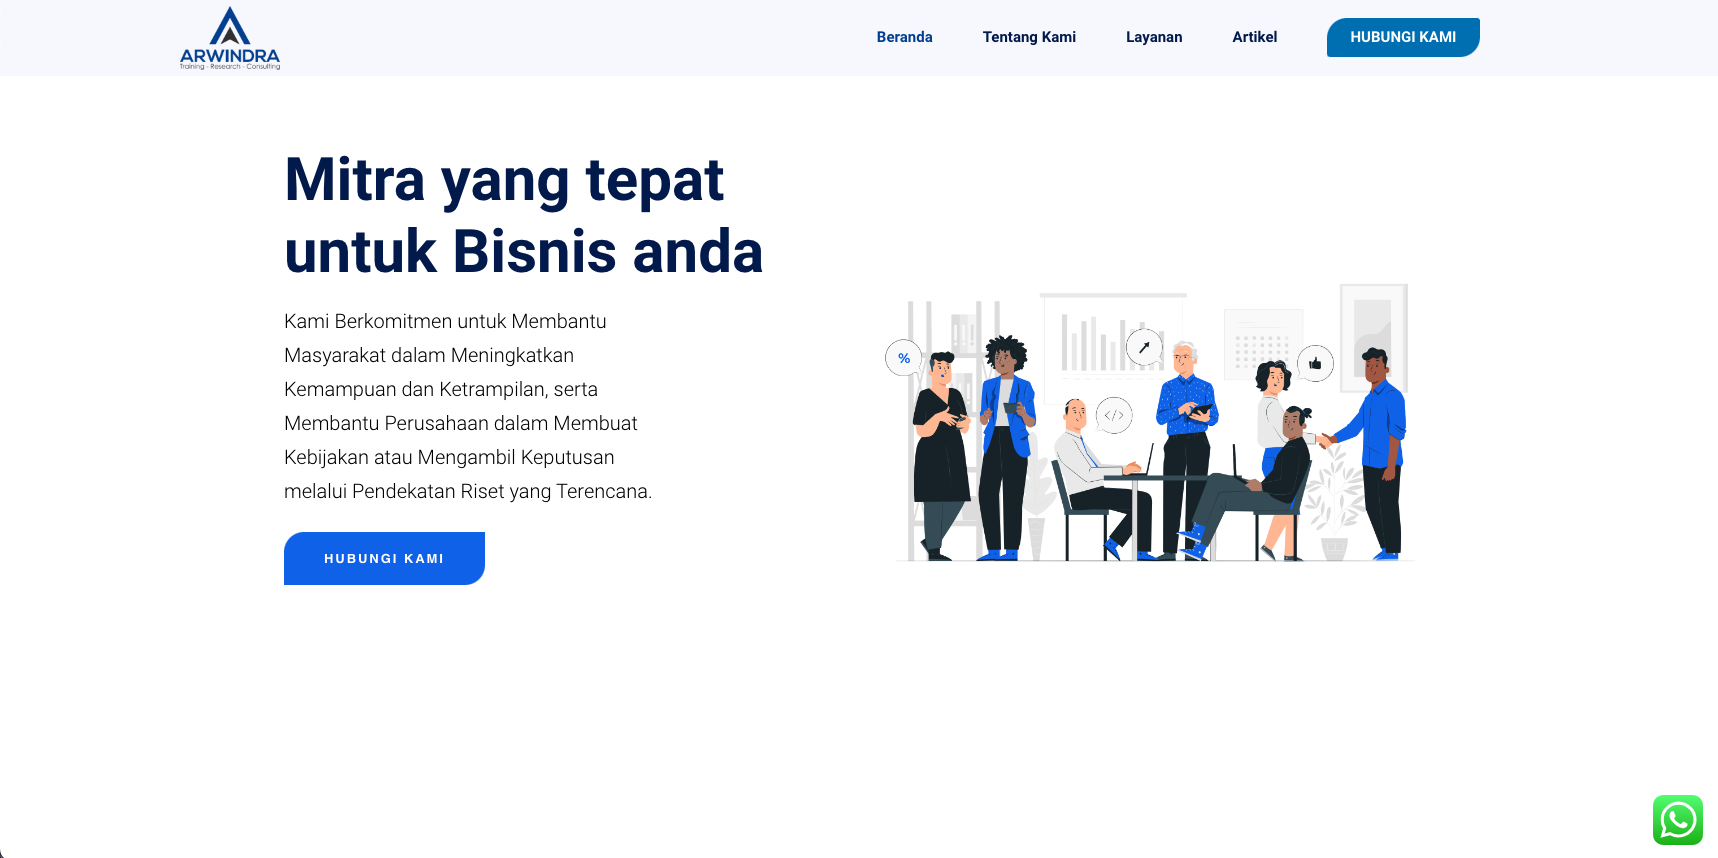 ARWINDRA
Training - Research - Consulting
Beranda
Tentang Kami
Layanan
Artikel
HUBUNGI KAMI
Mitra yang tepat
untuk Bisnis anda
Kami Berkomitmen untuk Membantu
Masyarakat dalam Meningkatkan
Kemampuan dan Ketrampilan, serta
Membantu Perusahaan dalam Membuat
Kebijakan atau Mengambil Keputusan
melalui Pendekatan Riset yang Terencana.
HUBUNGI KAMI
%
</>